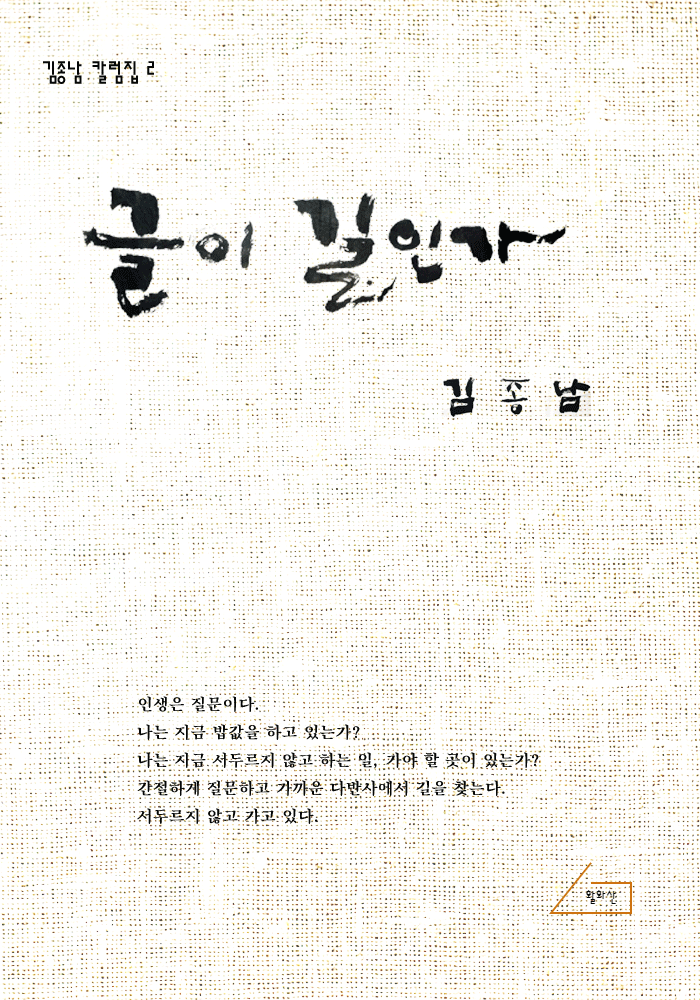 김종남 칼럼집 2
글이 길인가
김종남
인생은 질문이다.
나는 지금 밥값을 하고 있는가?
나는 지금 서두르지 않고 하는 일, 가야 할 곳이 있는가?
간절하게 질문하고 가까운 다반사에서 길을 찾는다.
서두르지 않고 가고 있다.
활화산